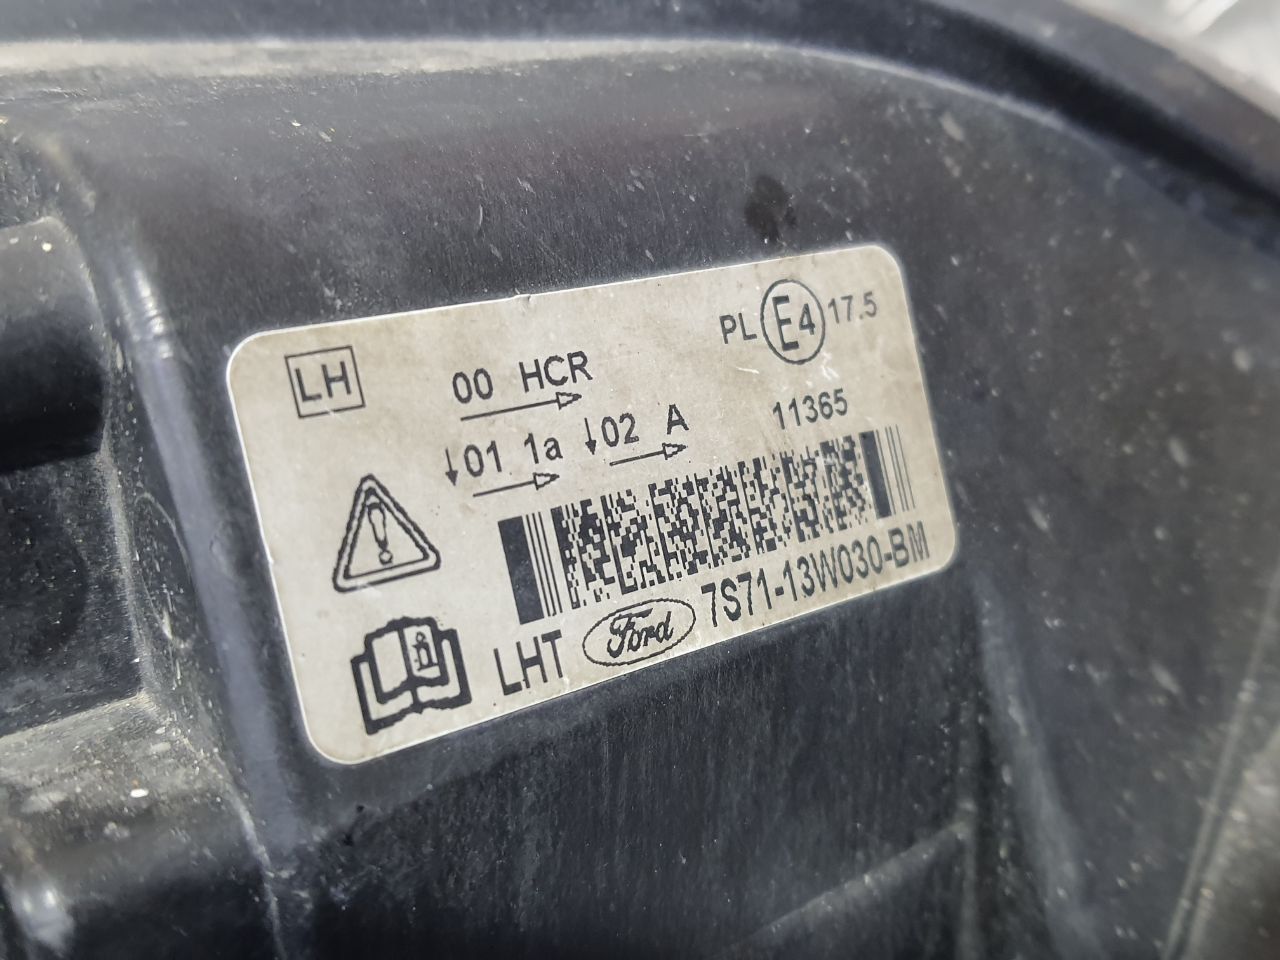 LH
00 HCR
PL E4 17.5
↓01 1a ↓02 A
11365
LHT Ford 7S71-13W030-BM